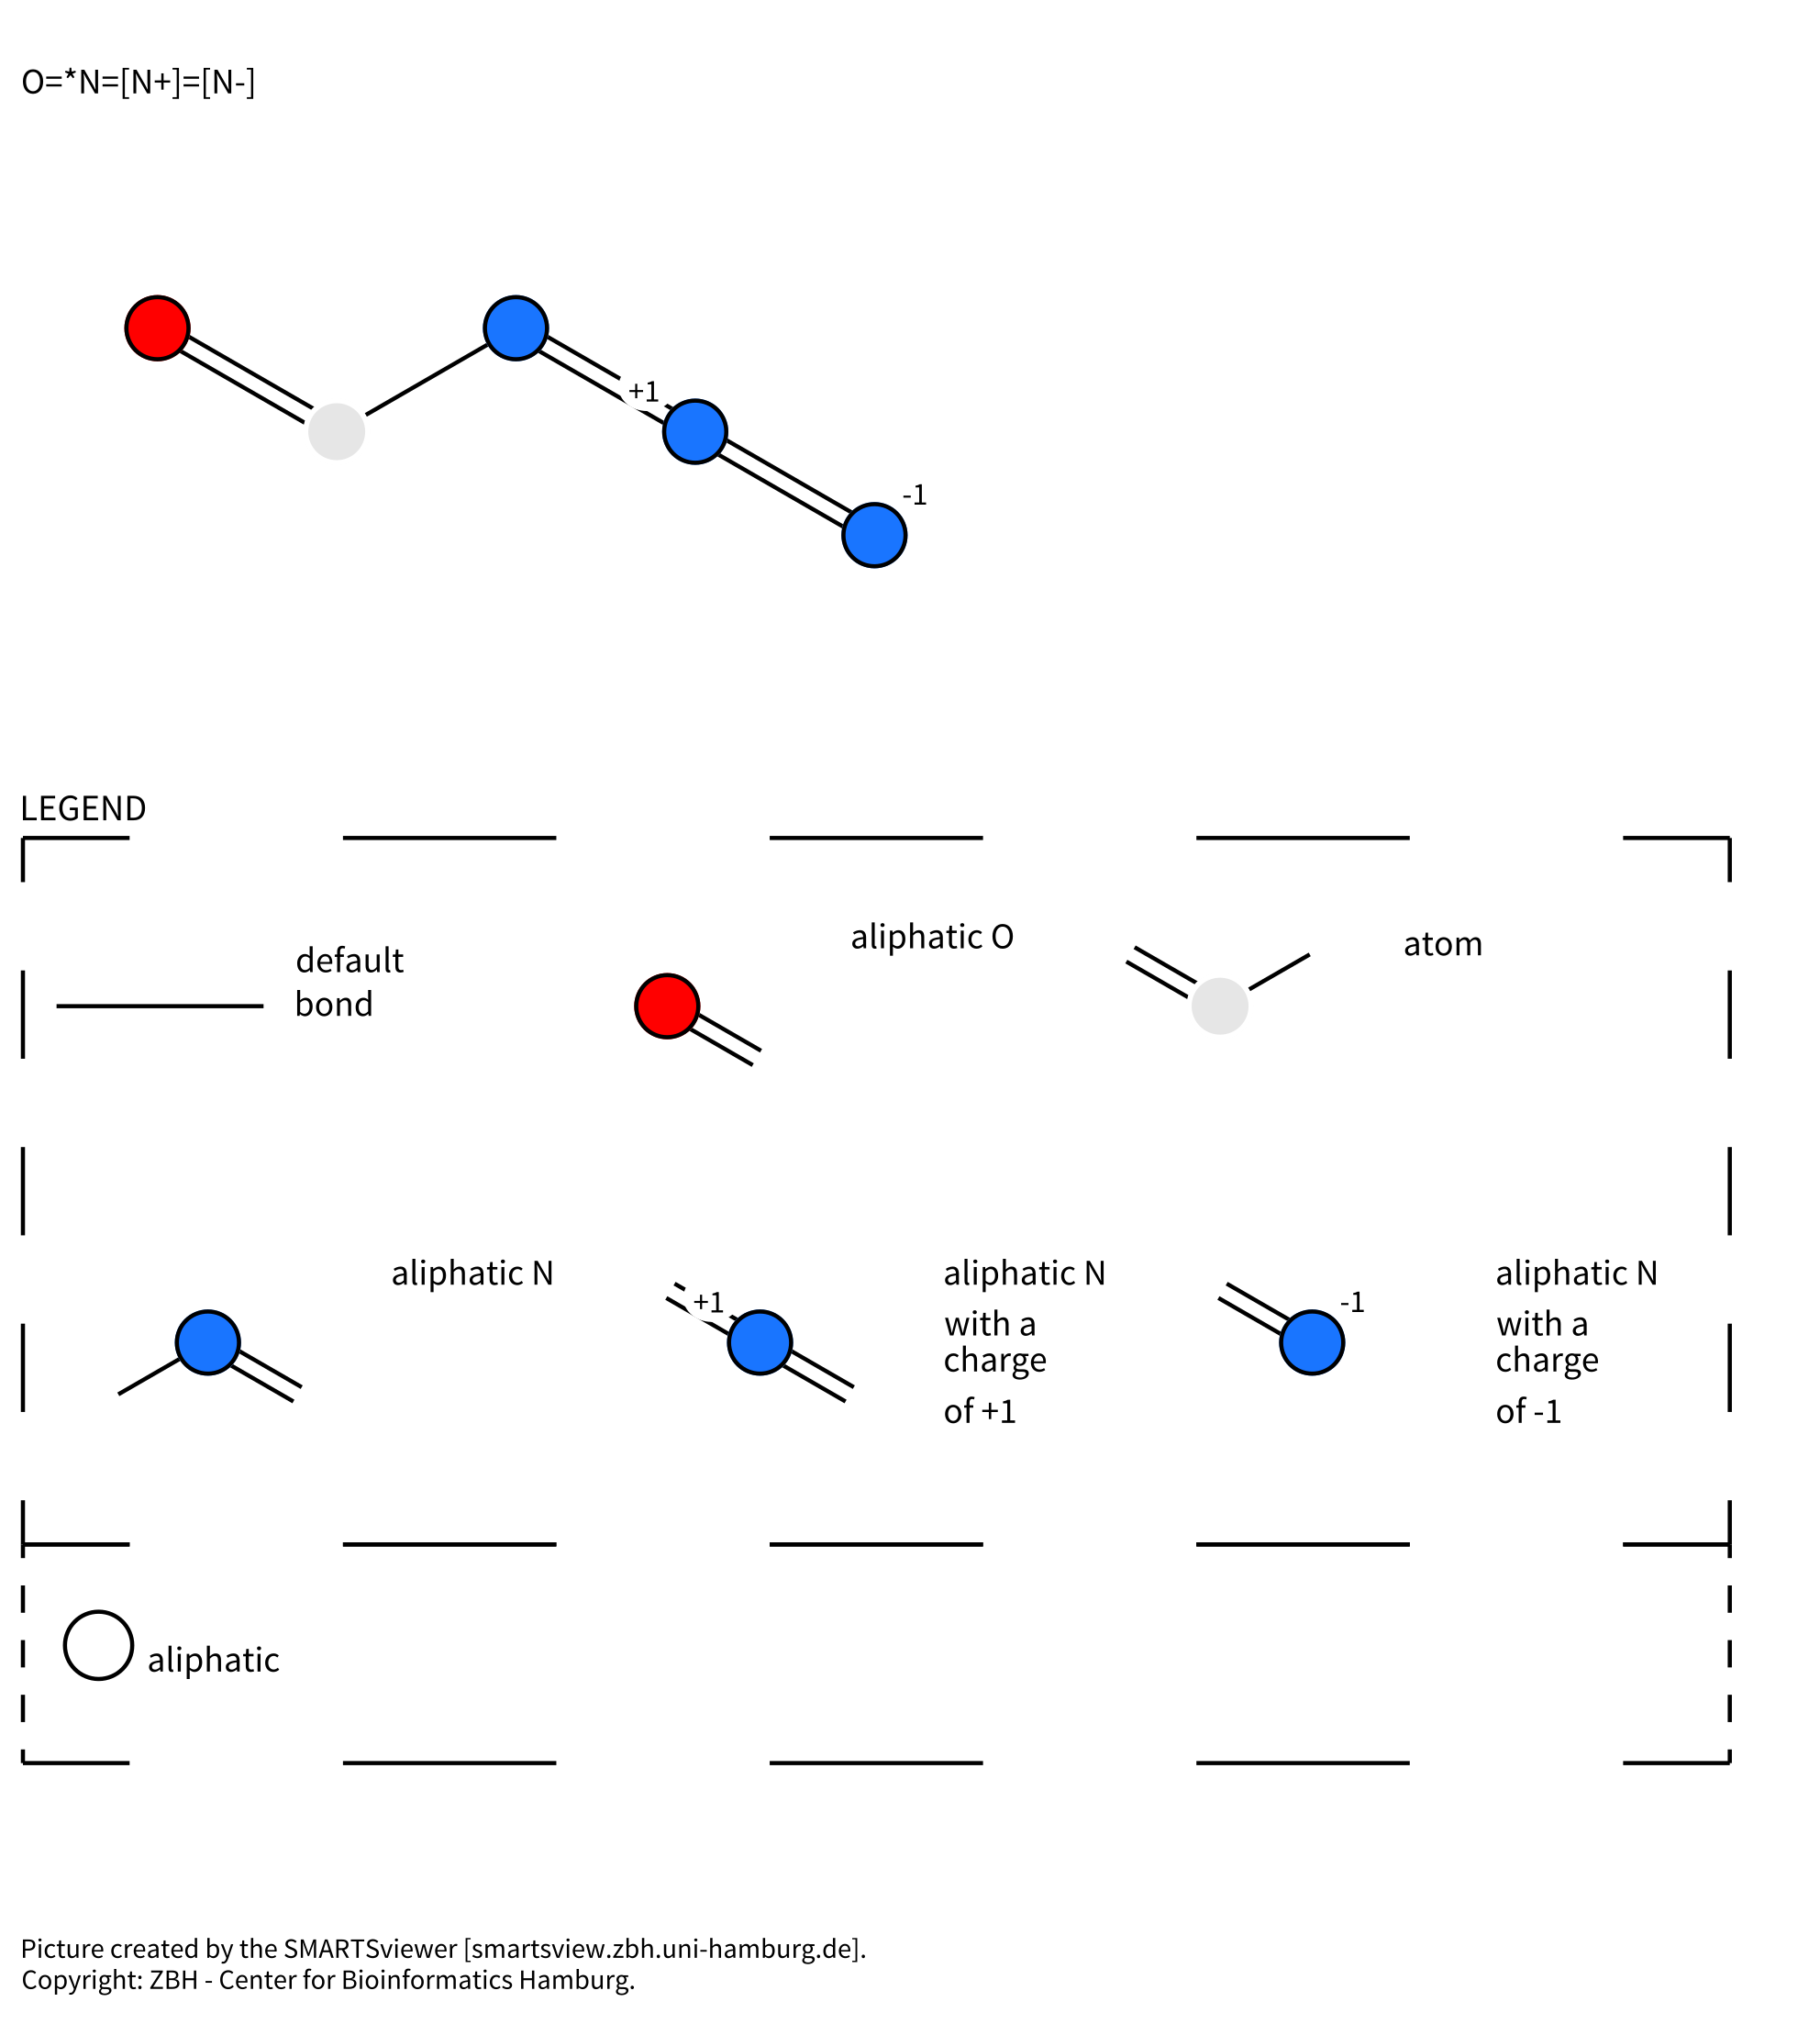 O=*N=[N+]=[N-]
+1
-1
LEGEND
default
bond
aliphatic O
atom
aliphatic N
+1
aliphatic N
with a
charge
of +1
-1
aliphatic N
with a
charge
of -1
aliphatic
Picture created by the SMARTSviewer [smartsview.zbh.uni-hamburg.de].
Copyright: ZBH - Center for Bioinformatics Hamburg.